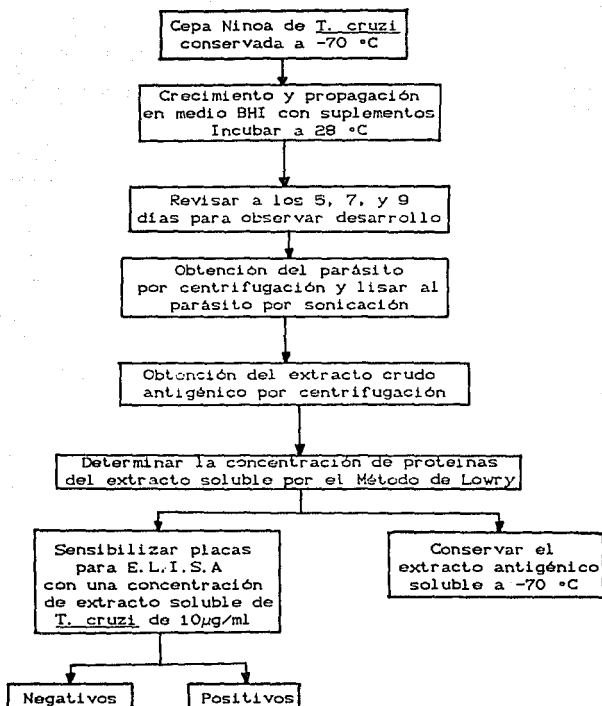 Cepa Ninoa de T. cruzi
conservada a -70 °C
Crecimiento y propagación
en medio BHI con suplementos
Incubar a 28 °C
Revisar a los 5, 7, y 9
días para observar desarrollo
Obtención del parásito
por centrifugación y lisar al
parásito por sonicación
Obtención del extracto crudo
antigénico por centrifugación
Determinar la concentración de proteinas
del extracto soluble por el Método de Lowry
Sensibilizar placas
para E.L.I.S.A
con una concentración
de extracto soluble de
T. cruzi de 10µg/ml
Conservar el
extracto antigénico
soluble a -70 °C
Negativos
Positivos